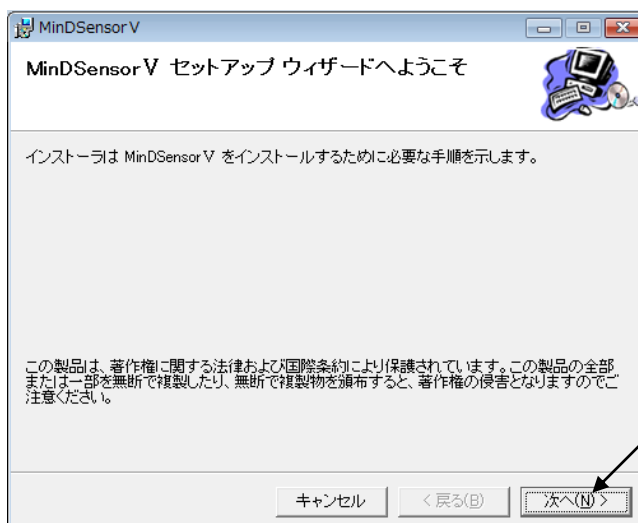 MinDSensorⅤ
MinDSensorⅤ セットアップ ウィザードへようこそ
インストーラは MinDSensorⅤ をインストールするために必要な手順を示します。
この製品は、著作権に関する法律および国際条約により保護されています。この製品の全部
または一部を無断で複製したり、無断で複製物を頒布すると、著作権の侵害となりますのでご
注意ください。
キャンセル
< 戻る(B)
次へ(N) >